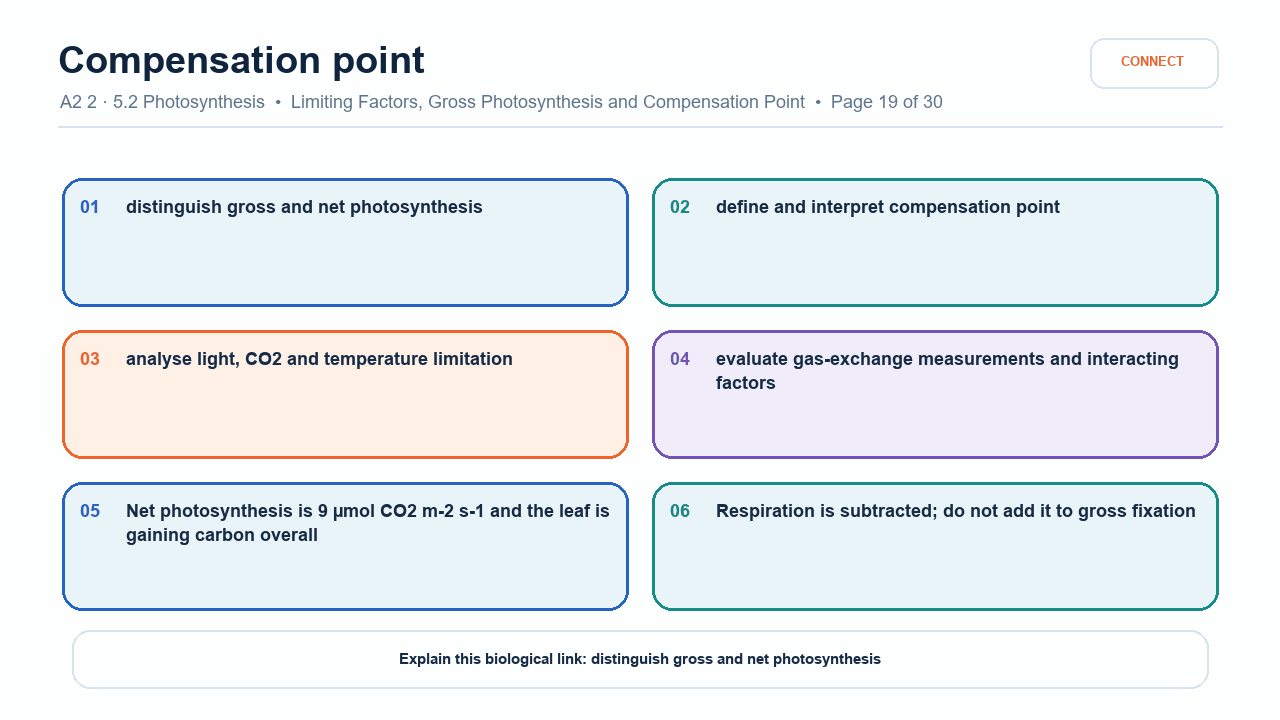 Compensation point
CONNECT
A2 2 · 5.2 Photosynthesis • Limiting Factors, Gross Photosynthesis and Compensation Point • Page 19 of 30
01 distinguish gross and net photosynthesis
02 define and interpret compensation point
03 analyse light, CO2 and temperature limitation
04 evaluate gas-exchange measurements and interacting
factors
05 Net photosynthesis is 9 µmol CO2 m-2 s-1 and the leaf is
gaining carbon overall
06 Respiration is subtracted; do not add it to gross fixation
Explain this biological link: distinguish gross and net photosynthesis